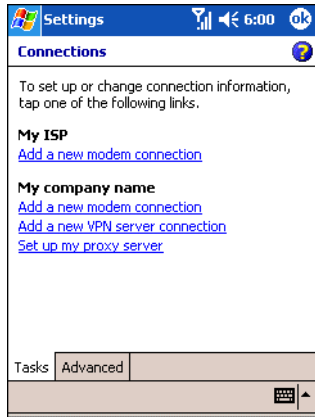 Settings 6:00 ok
Connections ?
To set up or change connection information,
tap one of the following links.
My ISP
Add a new modem connection
My company name
Add a new modem connection
Add a new VPN server connection
Set up my proxy server
Tasks Advanced